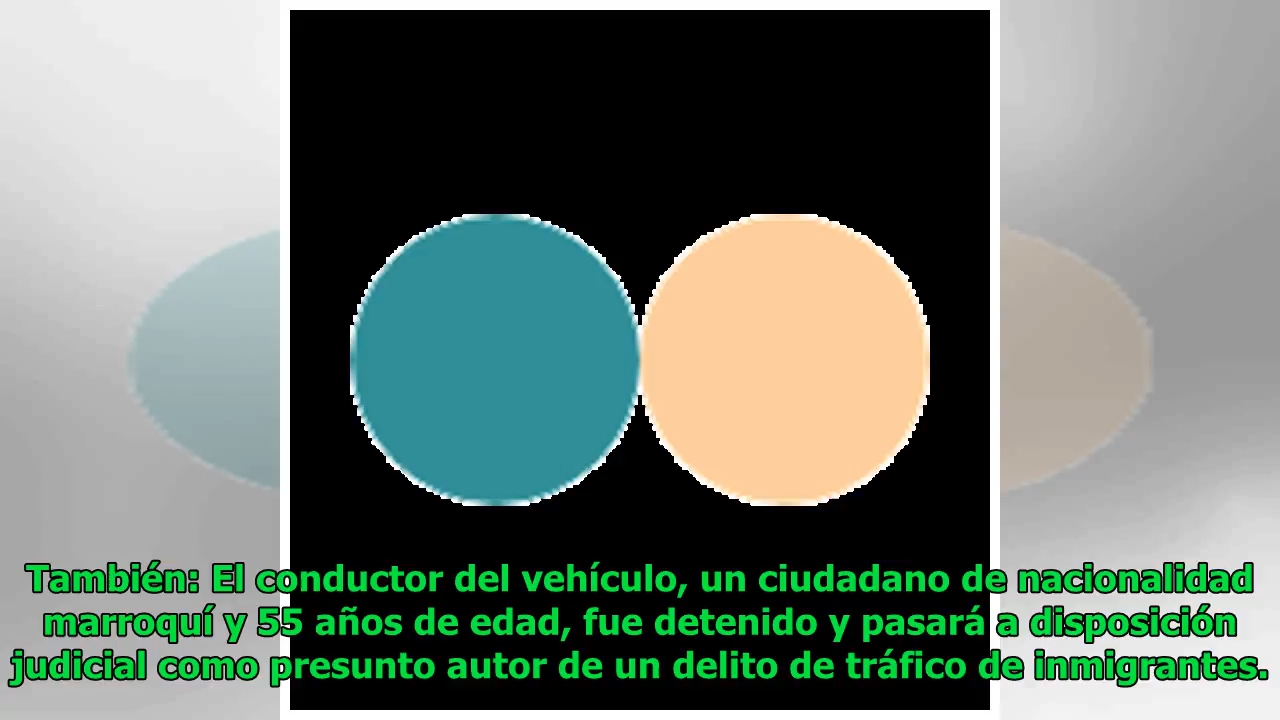 También: El conductor del vehículo, un ciudadano de nacionalidad
marroquí y 55 años de edad, fue detenido y pasará a disposición
judicial como presunto autor de un delito de tráfico de inmigrantes.